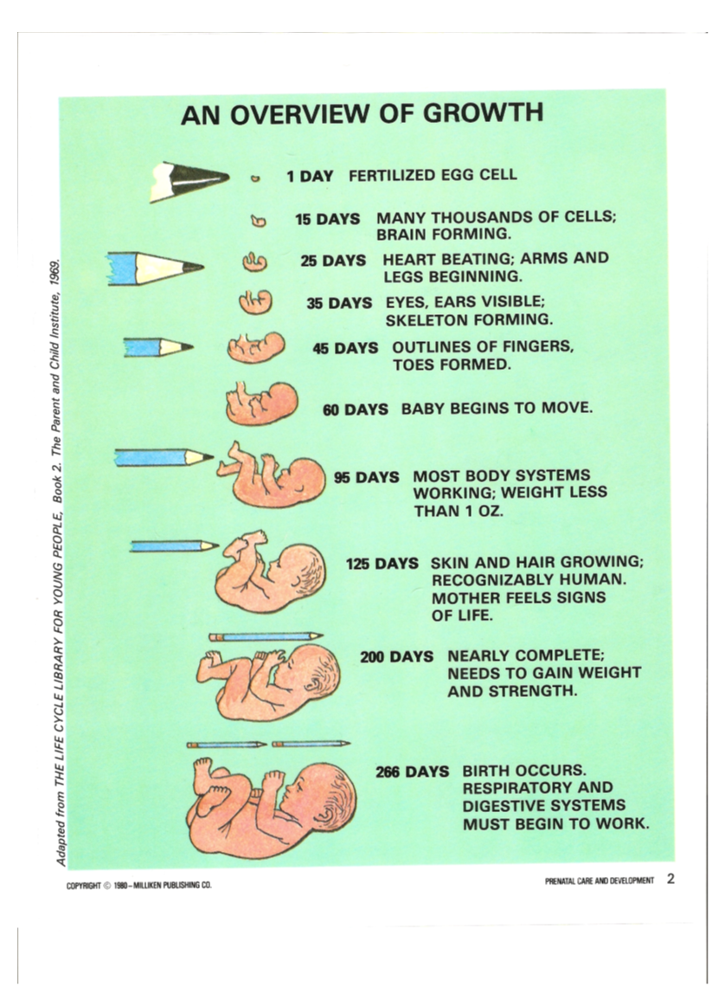 AN OVERVIEW OF GROWTH
1 DAY FERTILIZED EGG CELL
15 DAYS MANY THOUSANDS OF CELLS;
BRAIN FORMING.
25 DAYS HEART BEATING; ARMS AND
LEGS BEGINNING.
35 DAYS EYES, EARS VISIBLE;
SKELETON FORMING.
45 DAYS OUTLINES OF FINGERS,
TOES FORMED.
60 DAYS BABY BEGINS TO MOVE.
95 DAYS MOST BODY SYSTEMS
WORKING; WEIGHT LESS
THAN 1 OZ.
125 DAYS SKIN AND HAIR GROWING;
RECOGNIZABLY HUMAN.
MOTHER FEELS SIGNS
OF LIFE.
200 DAYS NEARLY COMPLETE;
NEEDS TO GAIN WEIGHT
AND STRENGTH.
266 DAYS BIRTH OCCURS.
RESPIRATORY AND
DIGESTIVE SYSTEMS
MUST BEGIN TO WORK.
Adapted from THE LIFE CYCLE LIBRARY FOR YOUNG PEOPLE, Book 2. The Parent and Child Institute, 1969.
COPYRIGHT © 1980–MILLIKEN PUBLISHING CO.
PRENATAL CARE AND DEVELOPMENT 2